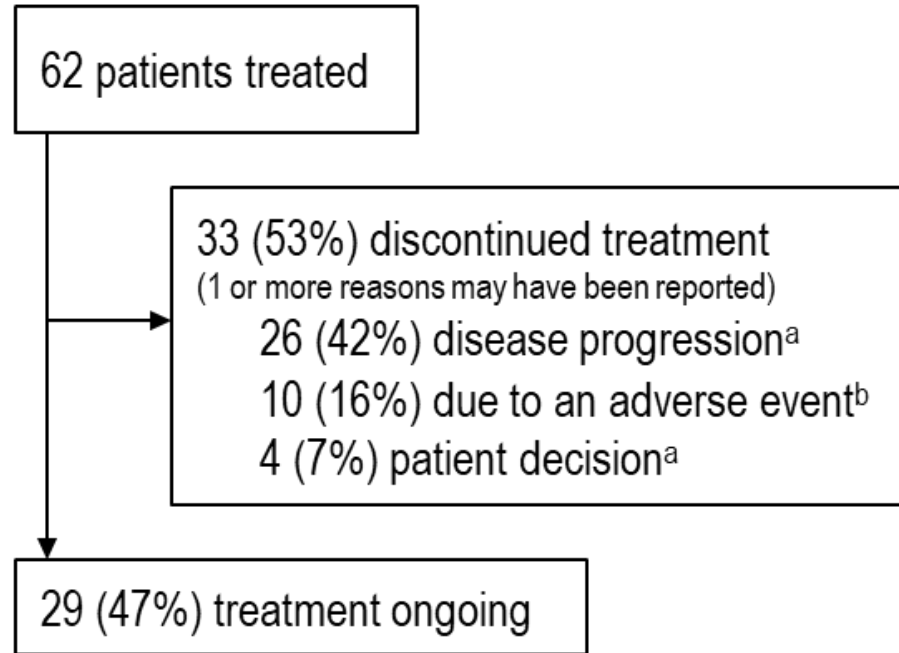 62 patients treated
33 (53%) discontinued treatment
(1 or more reasons may have been reported)
26 (42%) disease progressionᵃ
10 (16%) due to an adverse eventᵇ
4 (7%) patient decisionᵃ
29 (47%) treatment ongoing